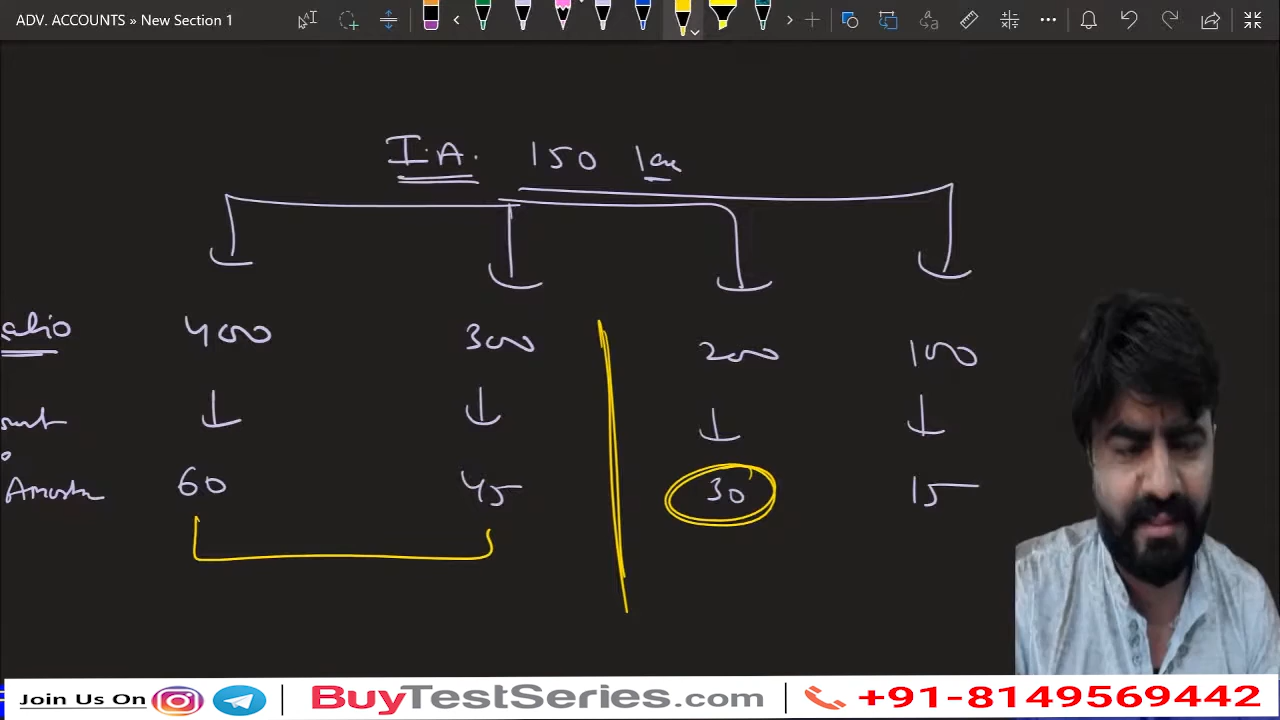 ADV. ACCOUNTS » New Section 1
I.A. 150 lac
400 300 200 100
60 45 30 15
Join Us On BuyTestSeries.com +91-8149569442